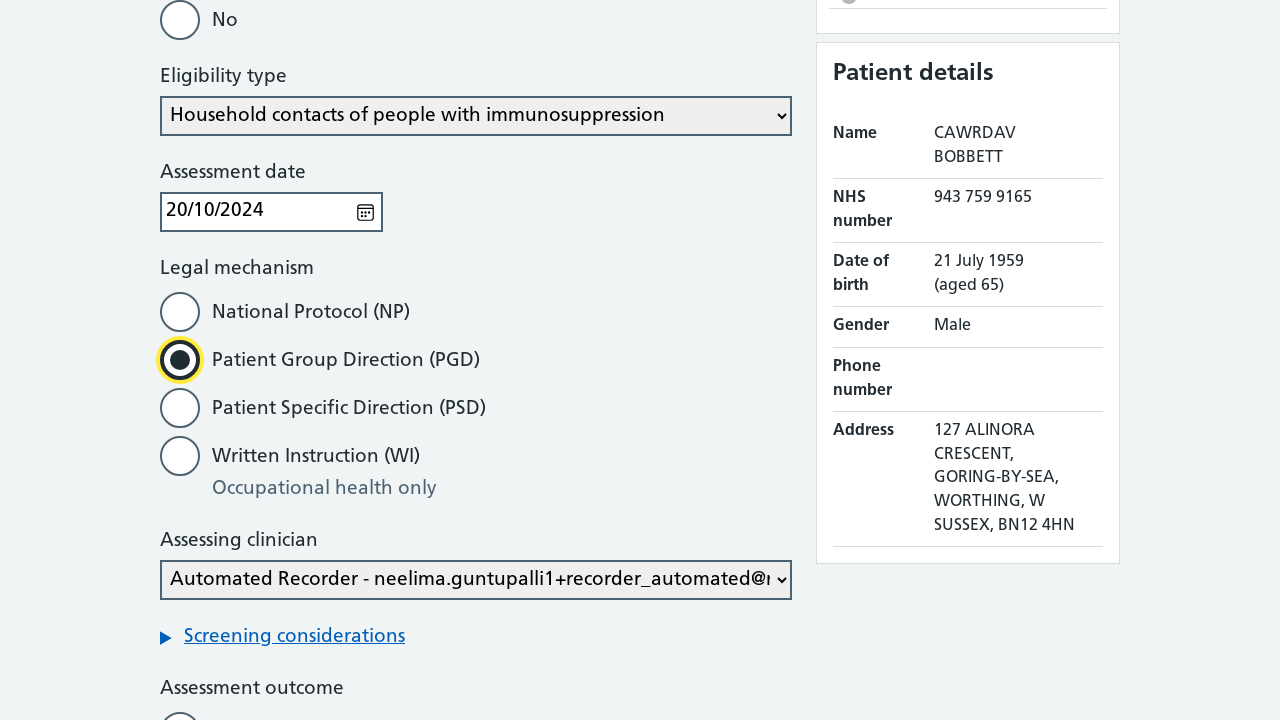 No
Eligibility type
Household contacts of people with immunosuppression
Assessment date
20/10/2024
Legal mechanism
National Protocol (NP)
Patient Group Direction (PGD)
Patient Specific Direction (PSD)
Written Instruction (WI)
Occupational health only
Assessing clinician
Automated Recorder - neelima.guntupalli1+recorder_automated@
Screening considerations
Assessment outcome
Patient details
Name CAWRDAV
BOBBETT
NHS 943 759 9165
number
Date of 21 July 1959
birth (aged 65)
Gender Male
Phone
number
Address 127 ALINORA
CRESCENT,
GORING-BY-SEA,
WORTHING, W
SUSSEX, BN12 4HN